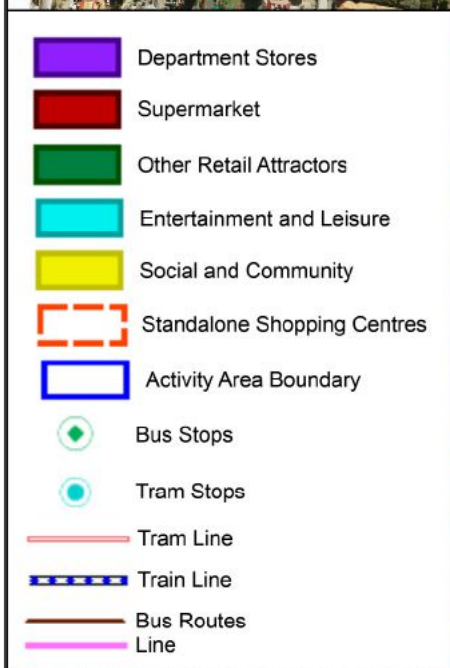 Department Stores
Supermarket
Other Retail Attractors
Entertainment and Leisure
Social and Community
Standalone Shopping Centres
Activity Area Boundary
Bus Stops
Tram Stops
Tram Line
Train Line
Bus Routes
Line